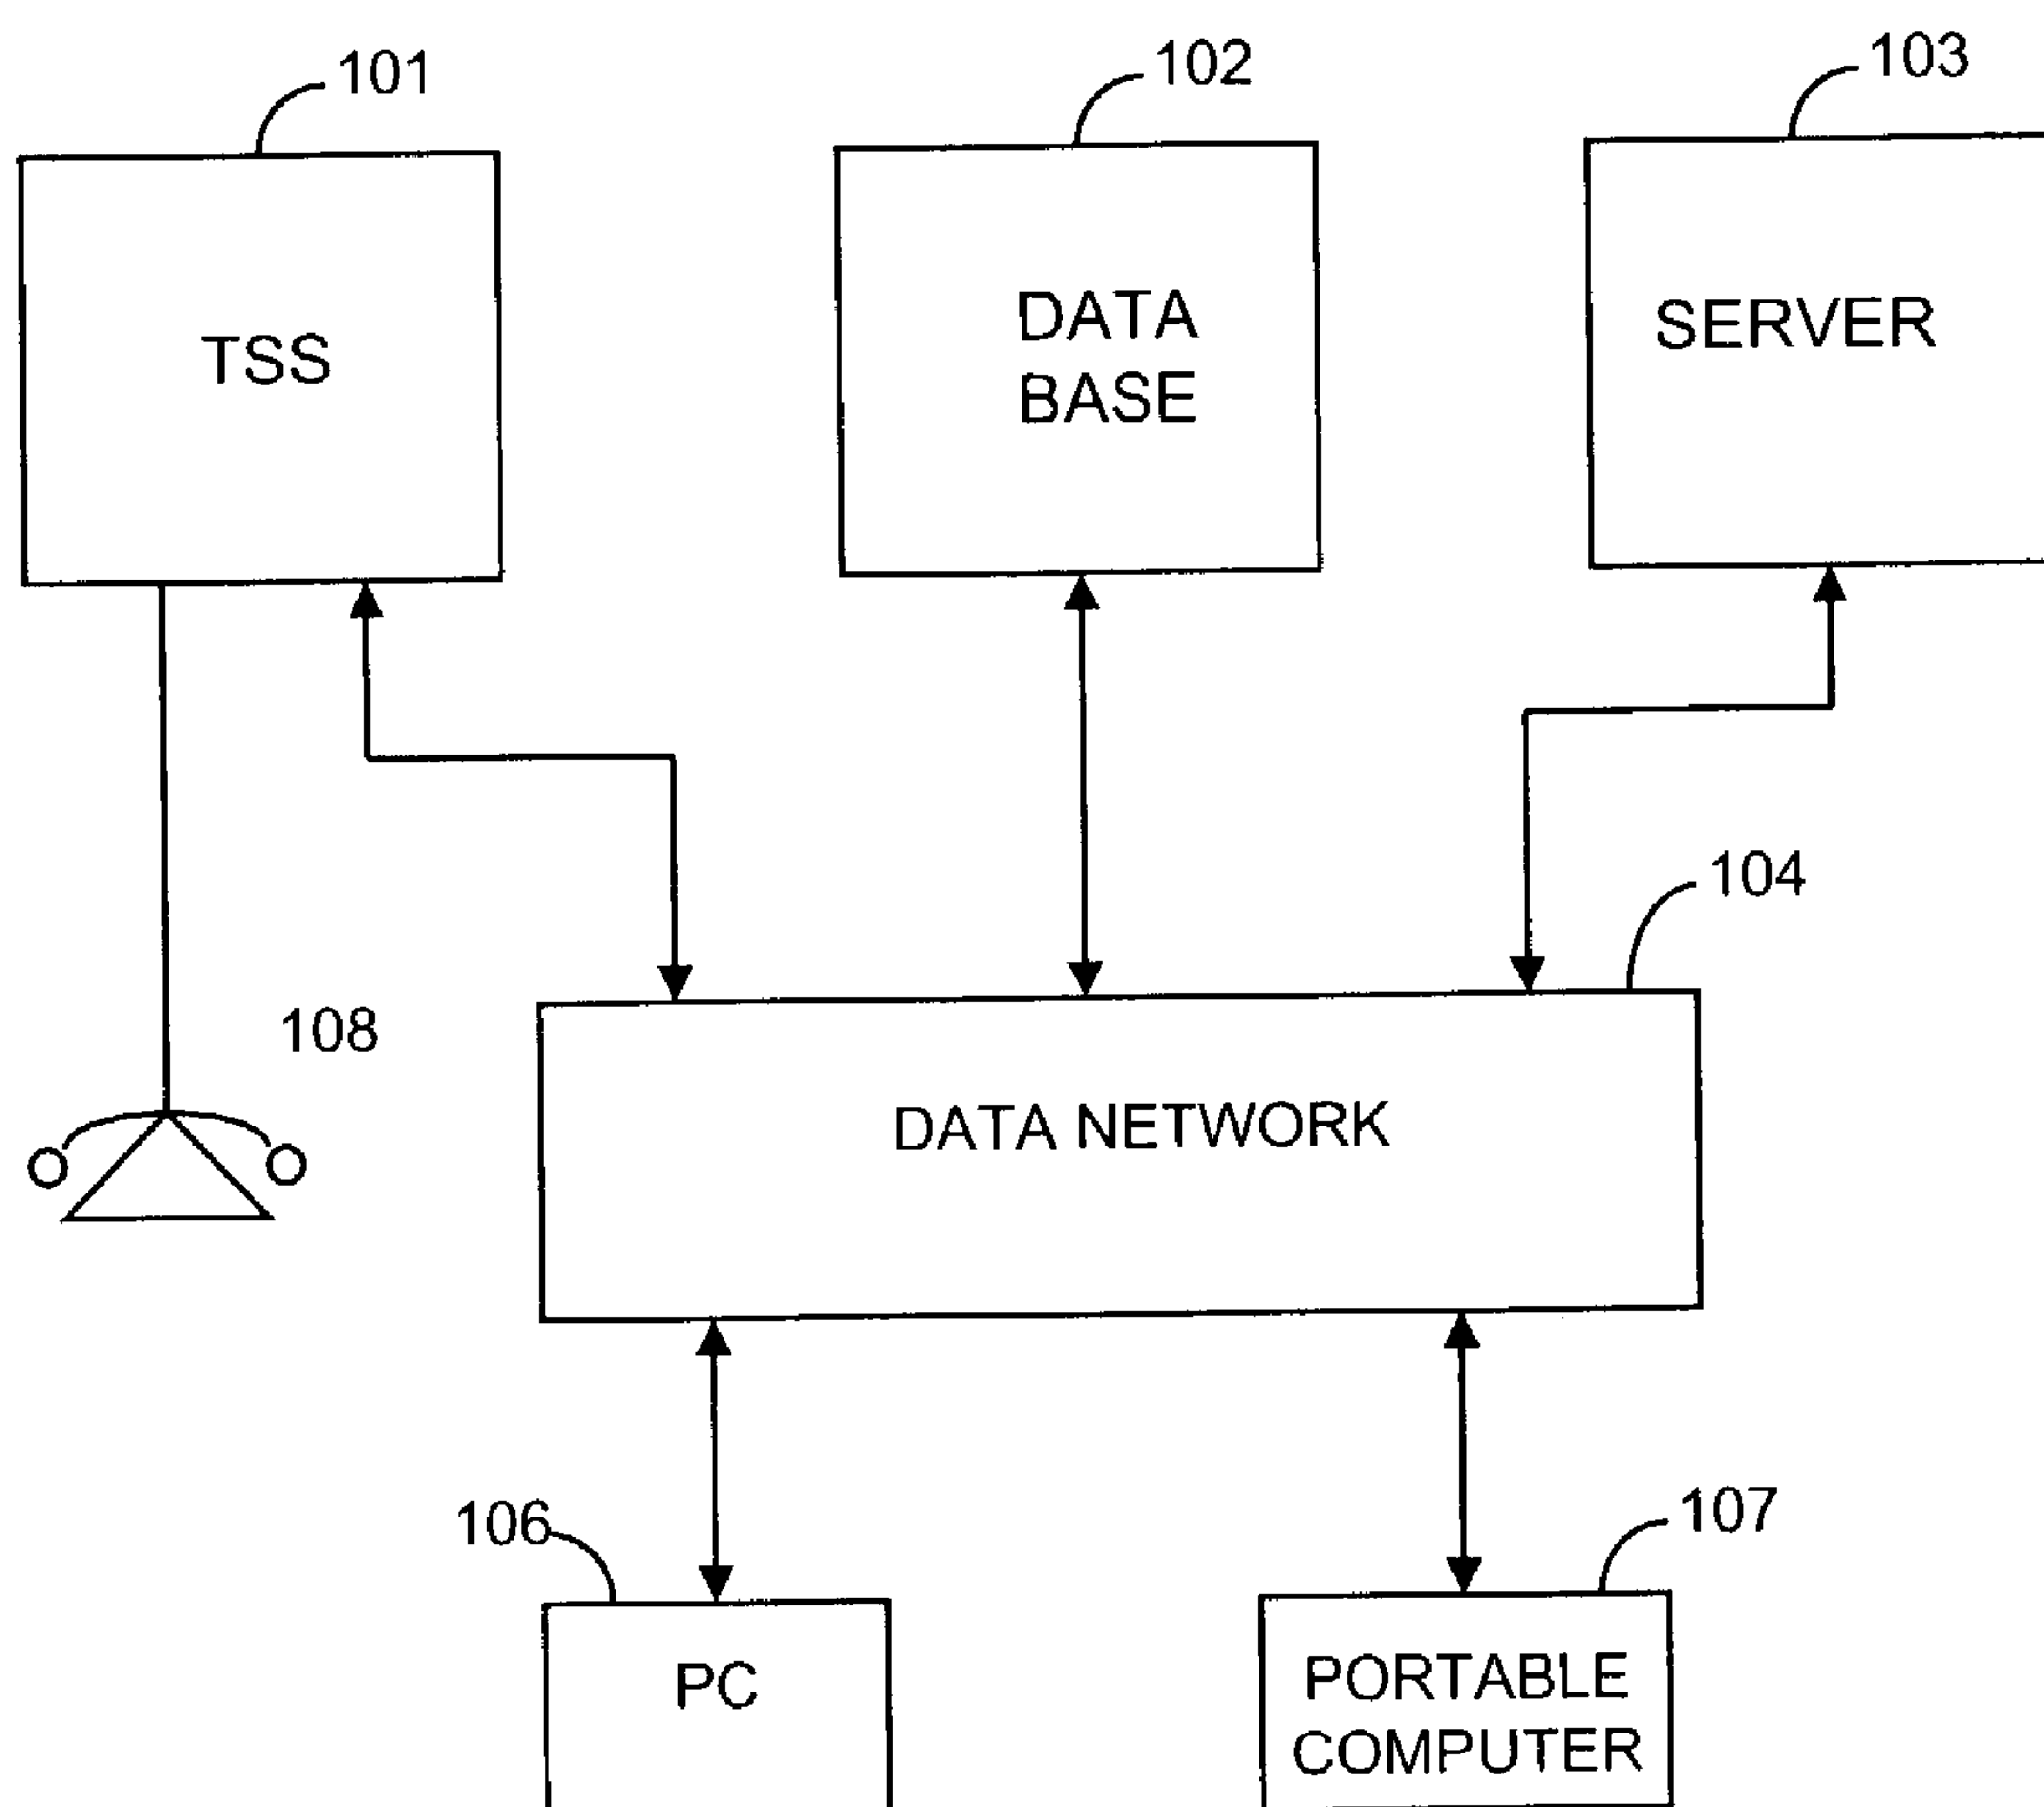 101
102
103
TSS
DATA
BASE
SERVER
104
108
DATA NETWORK
106
107
PC
PORTABLE
COMPUTER